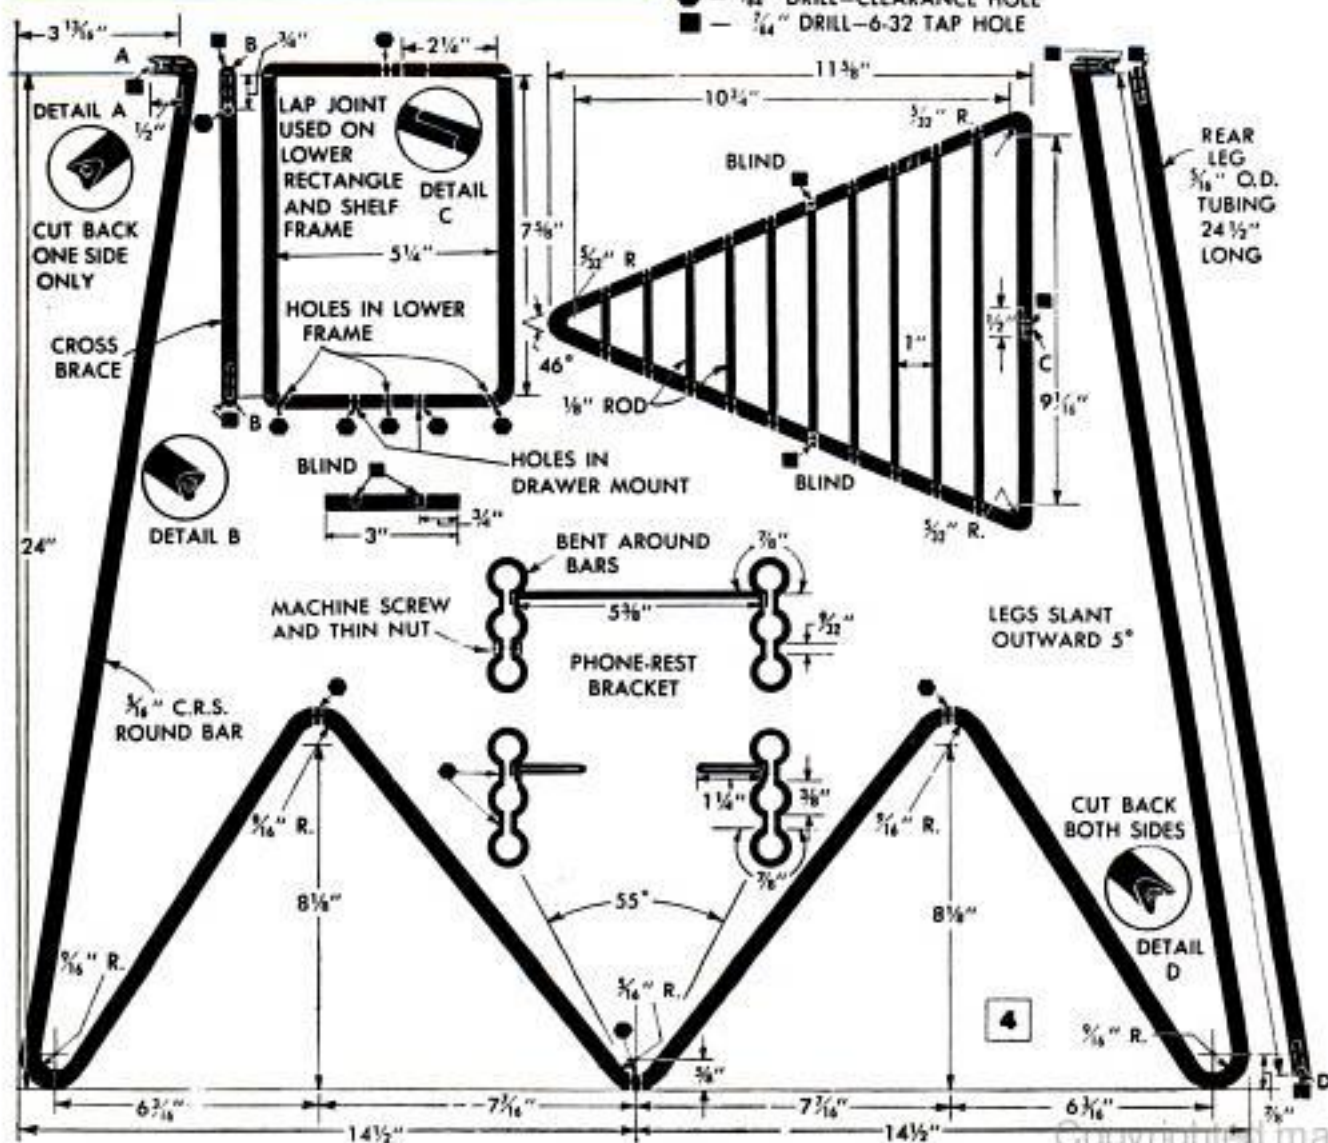 DRILL–CLEARANCE HOLE
■ — 7/64" DRILL–6-32 TAP HOLE
3 13/16"
A
B
3/4"
2 1/4"
11 5/8"
10 3/4"
5/32" R.
DETAIL A
1/2"
LAP JOINT
USED ON
LOWER
RECTANGLE
AND SHELF
FRAME
DETAIL
C
BLIND
REAR
LEG
5/16" O.D.
TUBING
24 1/2"
LONG
CUT BACK
ONE SIDE
ONLY
7 5/8"
5 1/4"
5/32" R
HOLES IN LOWER
FRAME
CROSS
BRACE
46°
1/8" ROD
1"
1/2"
C
9 1/16"
B
BLIND
HOLES IN
DRAWER MOUNT
BLIND
DETAIL B
3/4"
3"
5/32" R.
24"
BENT AROUND
BARS
7/8"
MACHINE SCREW
AND THIN NUT
5 3/8"
9/32"
LEGS SLANT
OUTWARD 5°
PHONE-REST
BRACKET
5/16" C.R.S.
ROUND BAR
1 1/4"
3/8"
CUT BACK
BOTH SIDES
9/16" R.
9/16" R.
7/8"
8 1/8"
55°
8 1/8"
DETAIL
D
9/16" R.
5/16" R.
4
9/16" R.
5/8"
D
7/8"
6 3/16"
7 3/16"
7 3/16"
6 3/16"
14 1/2"
14 1/2"